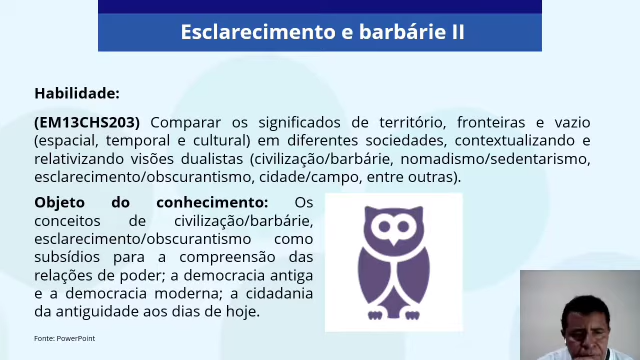 Esclarecimento e barbárie II
Habilidade:
(EM13CHS203) Comparar os significados de território, fronteiras e vazio
(espacial, temporal e cultural) em diferentes sociedades, contextualizando e
relativizando visões dualistas (civilização/barbárie, nomadismo/sedentarismo,
esclarecimento/obscurantismo, cidade/campo, entre outras).
Objeto do conhecimento: Os
conceitos de civilização/barbárie,
esclarecimento/obscurantismo como
subsídios para a compreensão das
relações de poder; a democracia antiga
e a democracia moderna; a cidadania
da antiguidade aos dias de hoje.
Fonte: PowerPoint